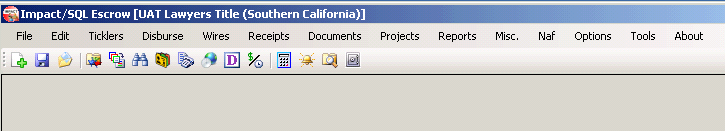 Impact/SQL Escrow [UAT Lawyers Title (Southern California)]
File Edit Ticklers Disburse Wires Receipts Documents Projects Reports Misc. Naf Options Tools About
D $/